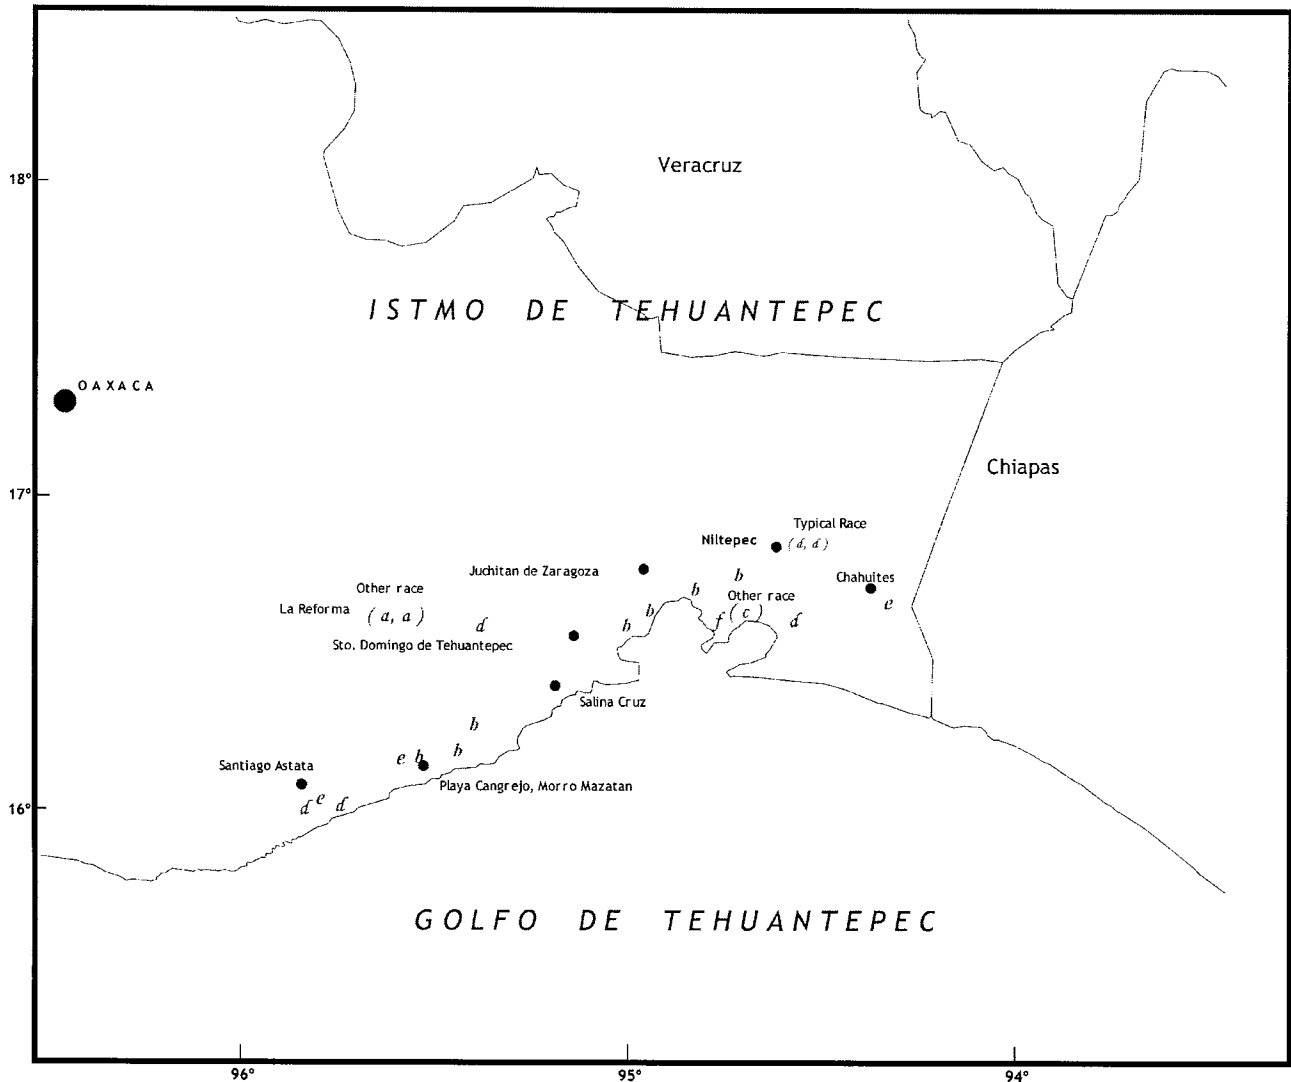 Veracruz
18°
ISTMO DE TEHUANTEPEC
OAXACA
Chiapas
17°
Typical Race
Niltepec
(d, d)
Juchitan de Zaragoza
b
Chahuites
Other race
b
Other race
e
La Reforma
(a, a)
d
b
b
f
(c)
d
Sto. Domingo de Tehuantepec
Salina Cruz
b
Santiago Astata
e
b
b
Playa Cangrejo, Morro Mazatan
16°
d
e
d
GOLFO DE TEHUANTEPEC
96°
95°
94°